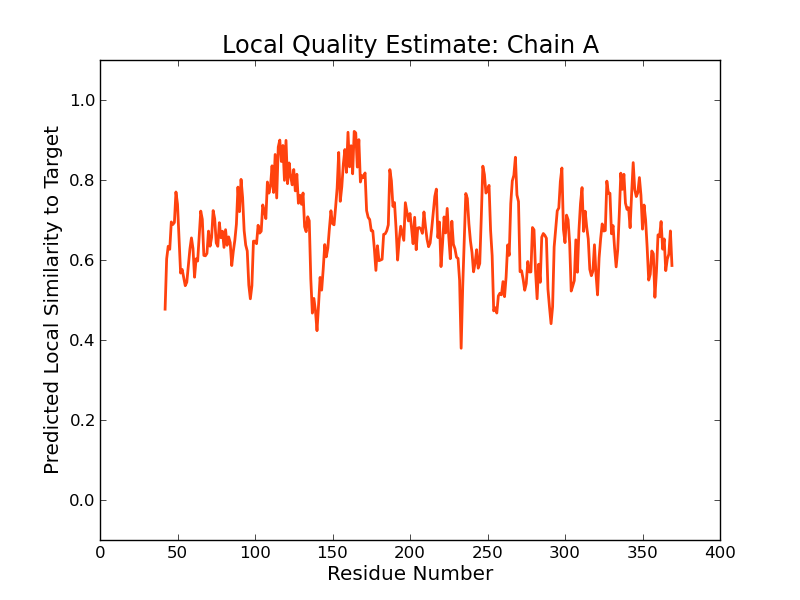 Local Quality Estimate: Chain A
Predicted Local Similarity to Target
1.0
0.8
0.6
0.4
0.2
0.0
0 50 100 150 200 250 300 350 400
Residue Number